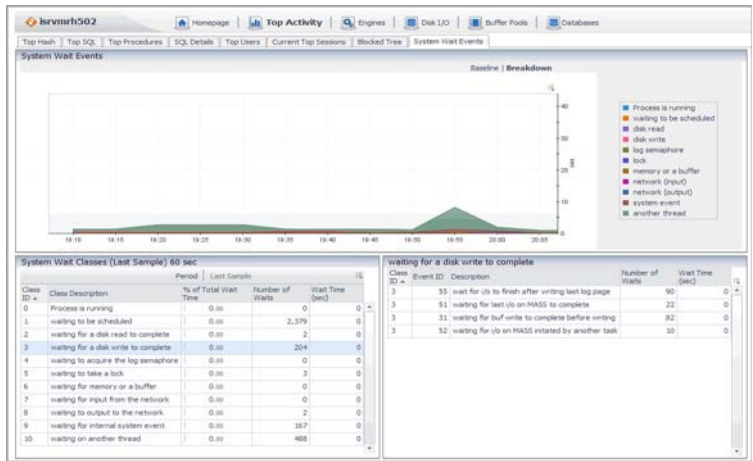 isrvmrh502 Homepage Top Activity Engines Disk I/O Buffer Pools Databases
Top Hash Top SQL Top Procedures SQL Details Top Users Current Top Sessions Blocked Tree System Wait Events
System Wait Events
Baseline | Breakdown
40
30
20
10
0
sec
19:10 19:15 19:20 19:25 19:30 19:35 19:40 19:45 19:50 19:55 20:00 20:05
Process is running
waiting to be scheduled
disk read
disk write
log semaphore
lock
memory or a buffer
network (input)
network (output)
system event
another thread
System Wait Classes (Last Sample) 60 sec
Period | Last Sample
Class ID Class Description % of Total Wait Time Number of Waits Wait Time (sec)
0 Process is running 0.00 0 0
1 waiting to be scheduled 0.00 2,379 0
2 waiting for a disk read to complete 0.00 2 0
3 waiting for a disk write to complete 0.00 204 0
4 waiting to acquire the log semaphore 0.00 0 0
5 waiting to take a lock 0.00 3 0
6 waiting for memory or a buffer 0.00 0 0
7 waiting for input from the network 0.00 0 0
8 waiting to output to the network 0.00 2 0
9 waiting for internal system event 0.00 167 0
10 waiting on another thread 0.00 488 0
waiting for a disk write to complete
Class ID Event ID Description Number of Waits Wait Time (sec)
3 55 wait for i/o to finish after writing last log page 90 0
3 51 waiting for last i/o on MASS to complete 22 0
3 31 waiting for buf write to complete before writing 82 0
3 52 waiting for i/o on MASS initated by another task 10 0